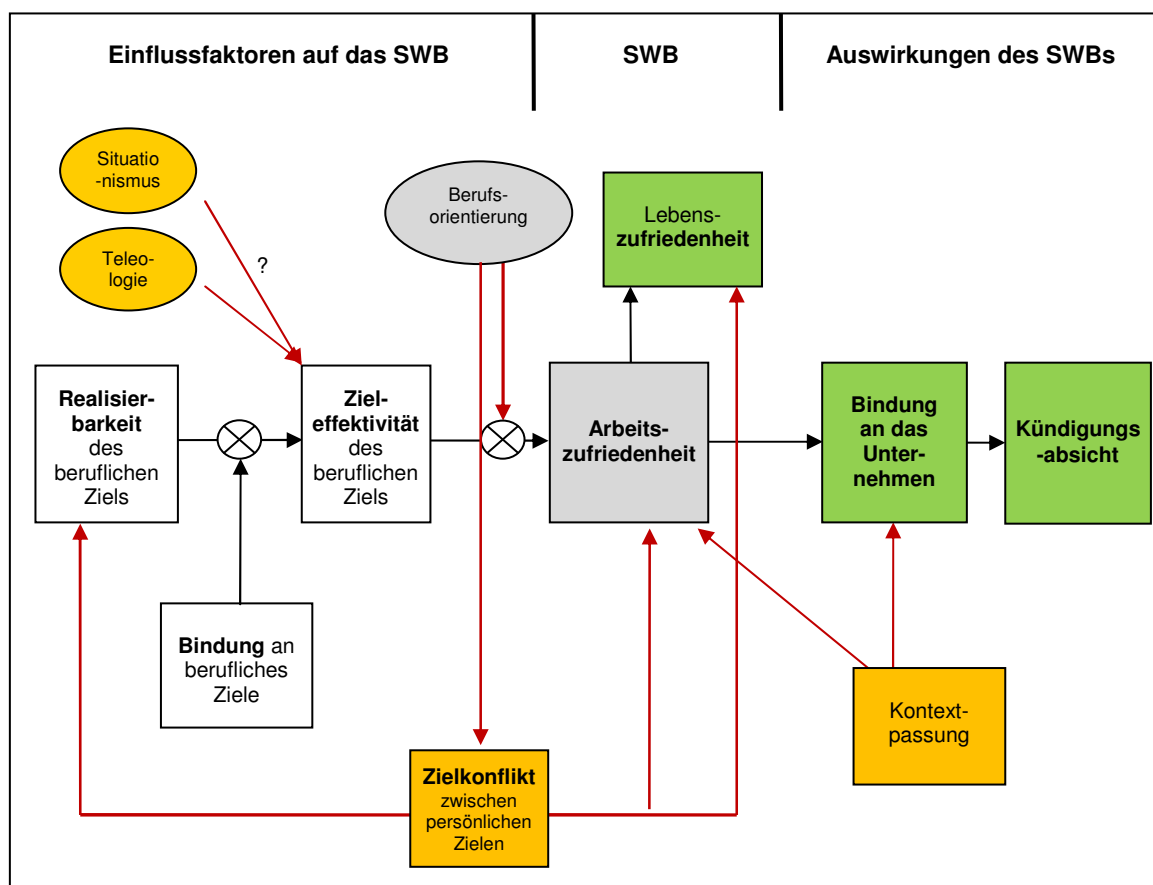 Einflussfaktoren auf das SWB
SWB
Auswirkungen des SWBs
Situatio
-nismus
Teleo-
logie
?
Berufs-
orientierung
Lebens-
zufriedenheit
Realisier-
barkeit
des
beruflichen
Ziels
Ziel-
effektivität
des
beruflichen
Ziels
Arbeits-
zufriedenheit
Bindung
an das
Unter-
nehmen
Kündigungs
-absicht
Bindung an
berufliches
Ziele
Kontext-
passung
Zielkonflikt
zwischen
persönlichen
Zielen